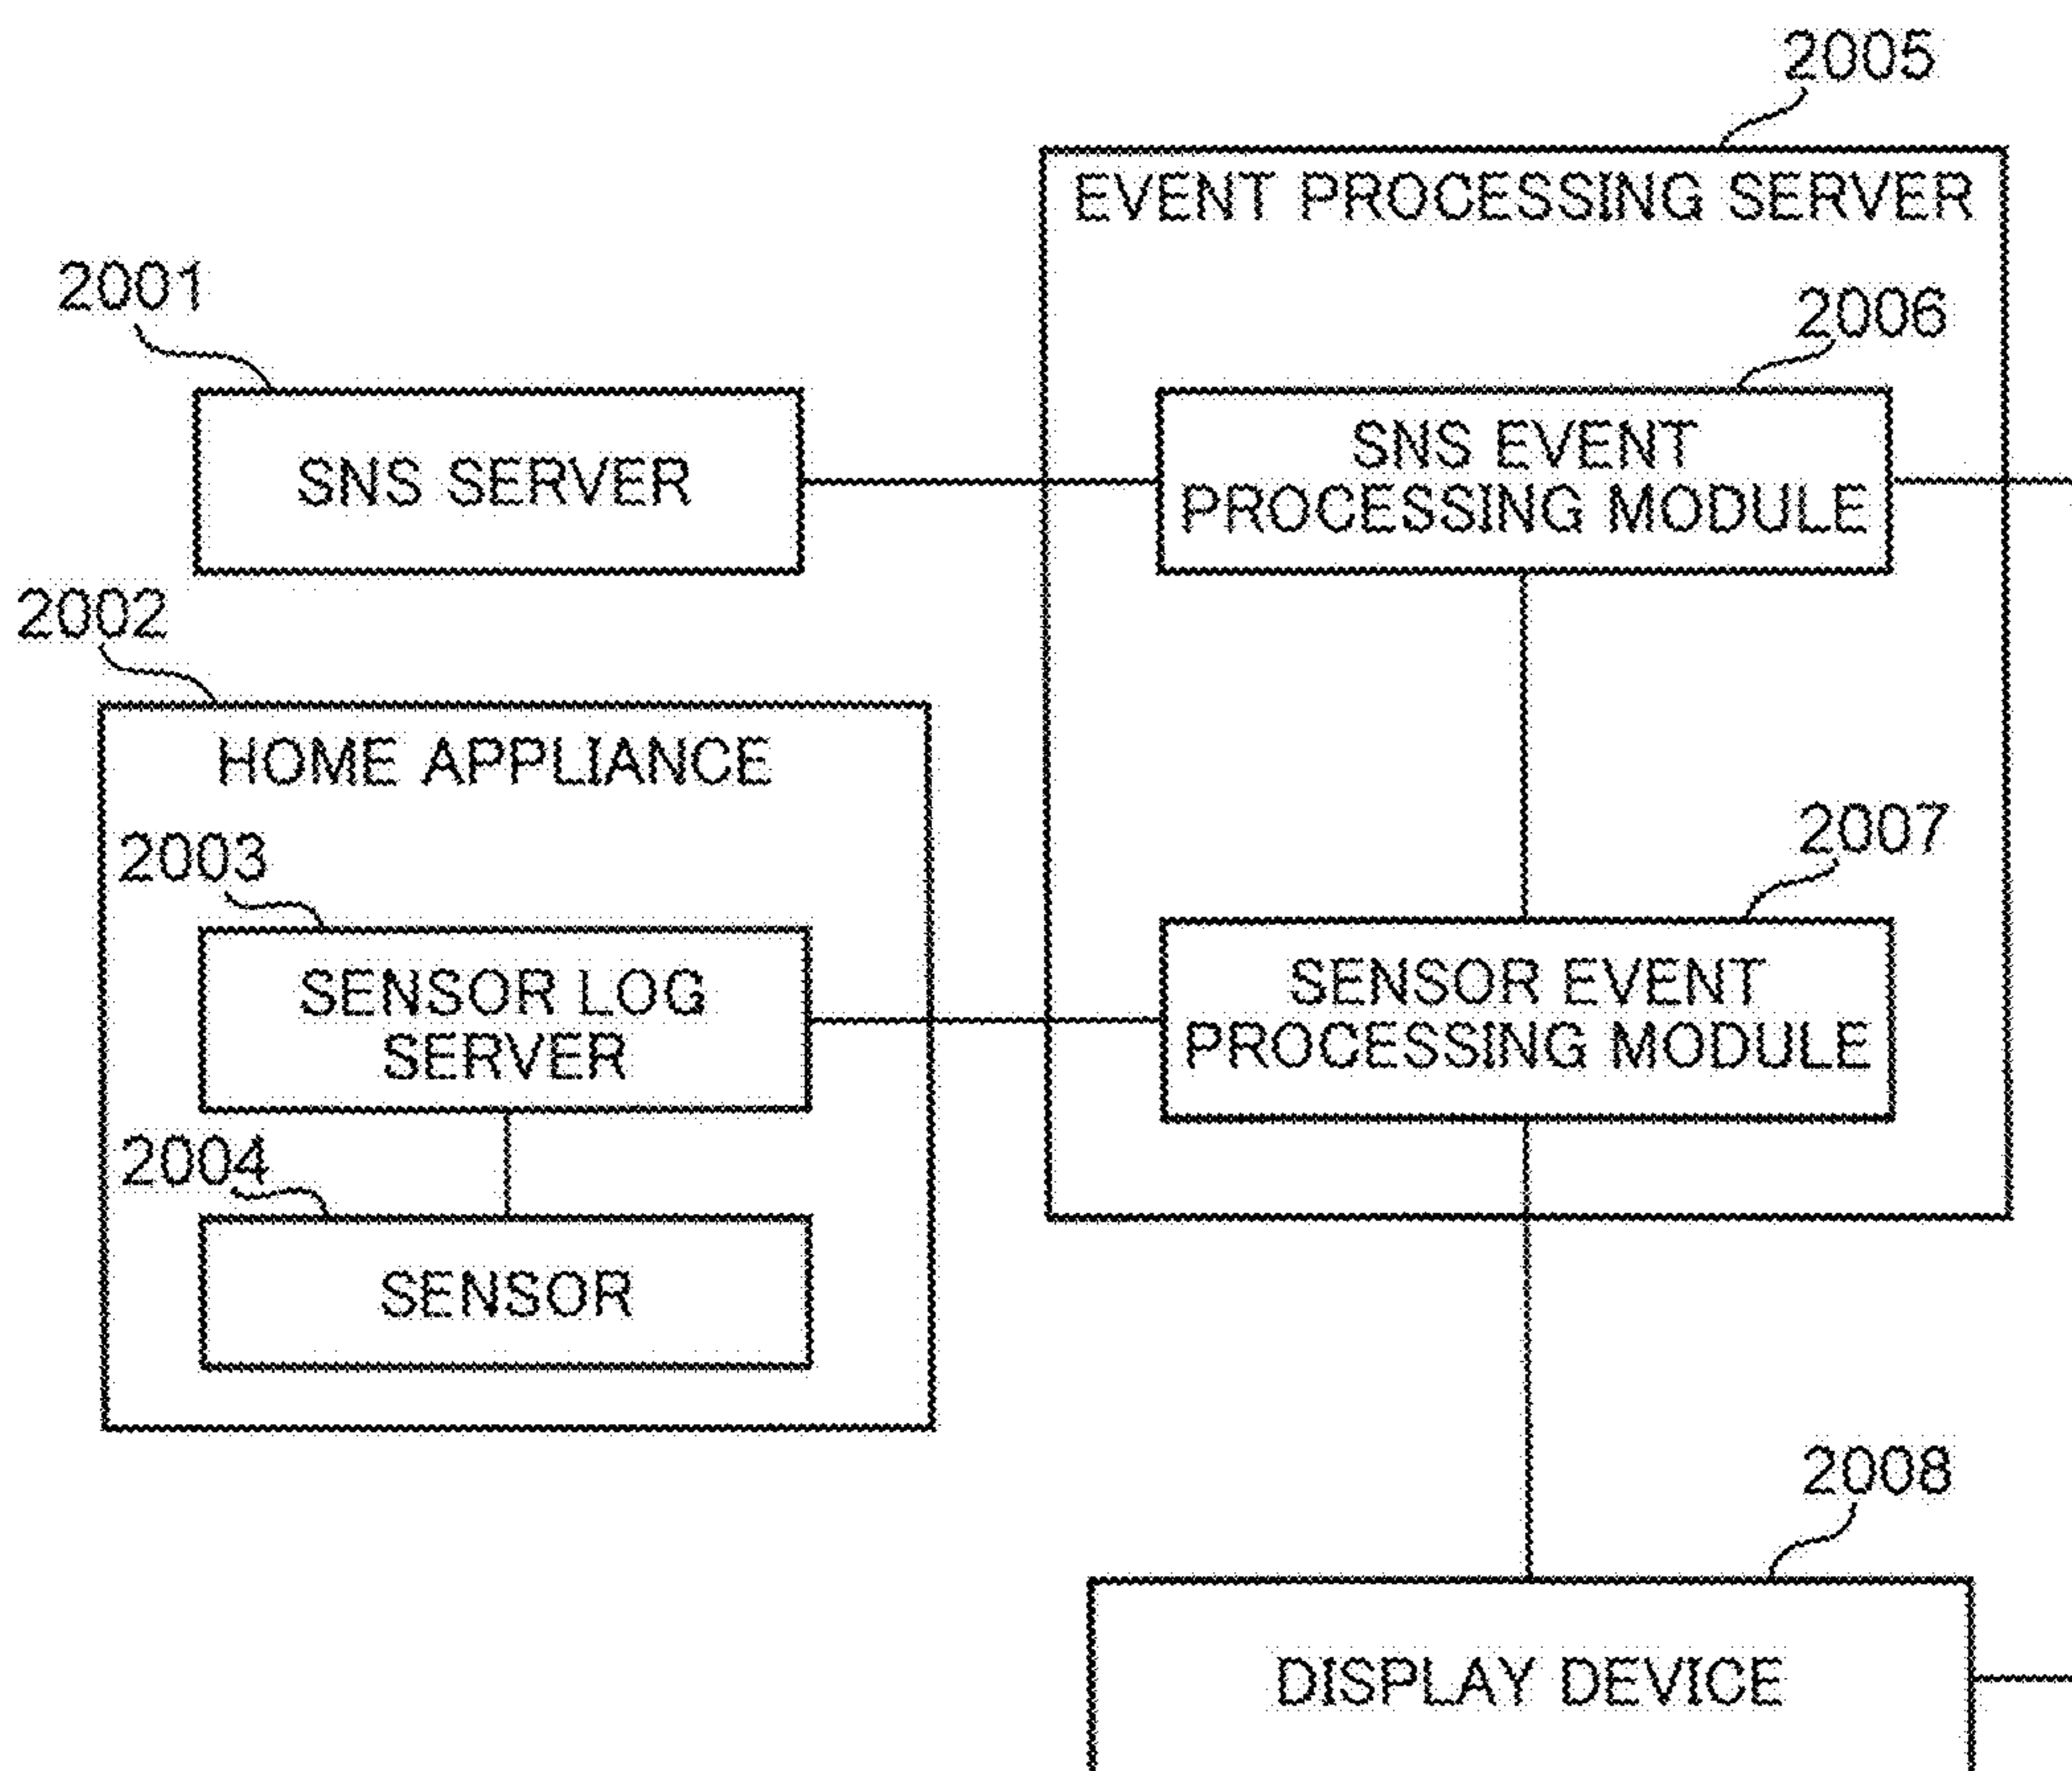 2005
EVENT PROCESSING SERVER
2001
2006
SNS SERVER
SNS EVENT
PROCESSING MODULE
2002
HOME APPLIANCE
2003
2007
SENSOR LOG
SERVER
SENSOR EVENT
PROCESSING MODULE
2004
SENSOR
2008
DISPLAY DEVICE